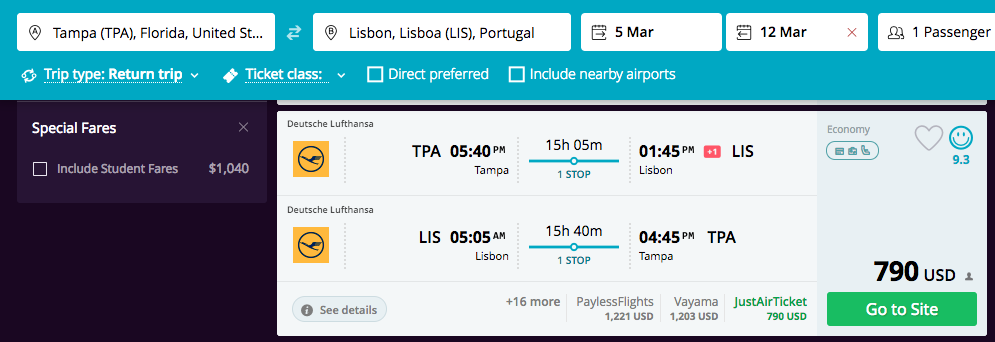 Tampa (TPA), Florida, United St...
Lisbon, Lisboa (LIS), Portugal
5 Mar
12 Mar
1 Passenger
Trip type: Return trip
Ticket class:
Direct preferred
Include nearby airports
Special Fares
Include Student Fares $1,040
Deutsche Lufthansa
TPA 05:40 PM
Tampa
15h 05m
1 STOP
01:45 PM +1 LIS
Lisbon
Deutsche Lufthansa
LIS 05:05 AM
Lisbon
15h 40m
1 STOP
04:45 PM TPA
Tampa
See details
+16 more
PaylessFlights
1,221 USD
Vayama
1,203 USD
JustAirTicket
790 USD
Economy
9.3
790 USD
Go to Site